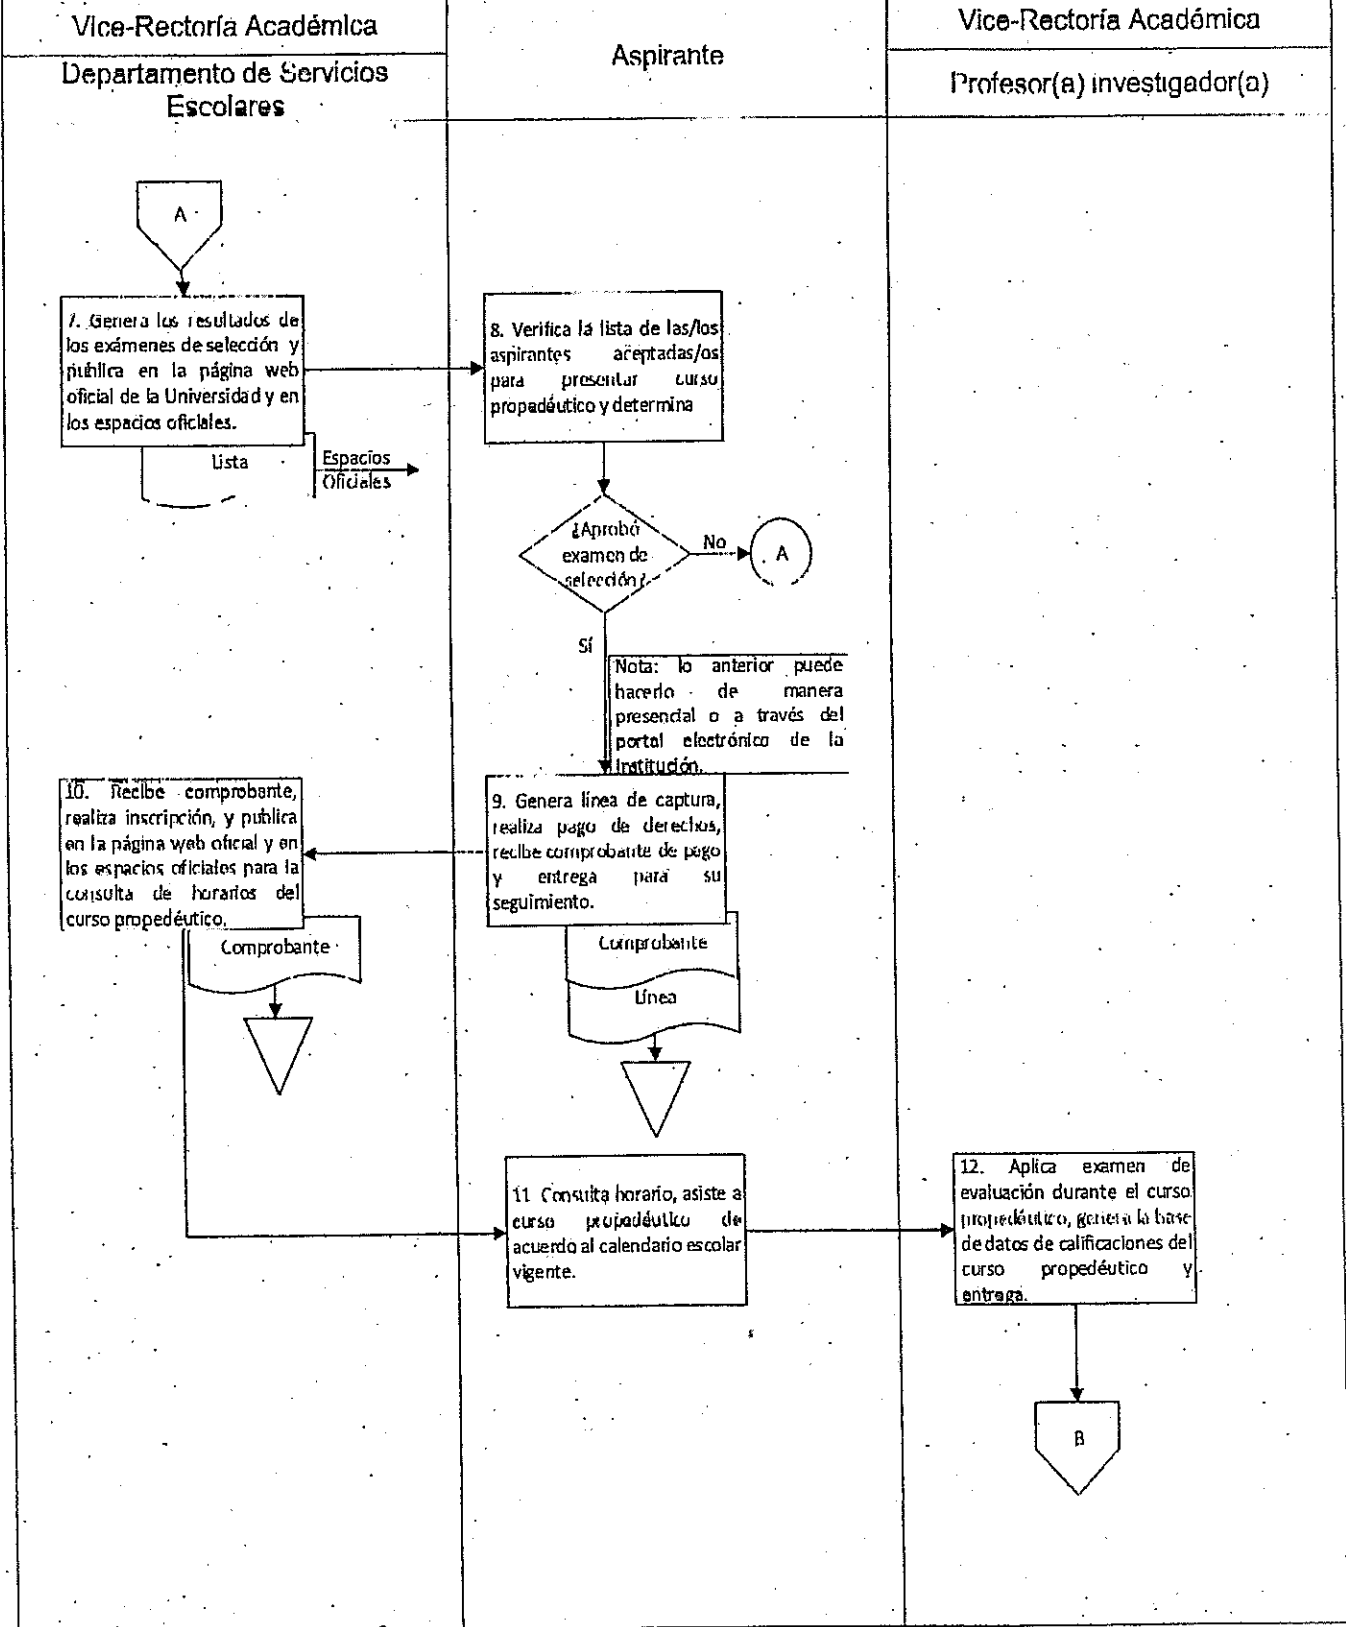 Vice-Rectoría Académica
Departamento de Servicios
Escolares
Aspirante
Vice-Rectoría Académica
Profesor(a) investigador(a)
A
7. Genera los resultados de
los exámenes de selección y
publica en la página web
oficial de la Universidad y en
los espacios oficiales.
Lista
Espacios
Oficiales
8. Verifica la lista de las/los
aspirantes aceptadas/os
para presentar curso
propedéutico y determina
¿Aprobó
examen de
selección?
No
A
Sí
Nota: lo anterior puede
hacerlo de manera
presencial o a través del
portal electrónico de la
Institución.
9. Genera línea de captura,
realiza pago de derechos,
recibe comprobante de pago
y entrega para su
seguimiento.
Comprobante
Línea
10. Recibe comprobante,
realiza inscripción, y publica
en la página web oficial y en
los espacios oficiales para la
consulta de horarios del
curso propedéutico.
Comprobante
11 Consulta horario, asiste a
curso propedéutico de
acuerdo al calendario escolar
vigente.
12. Aplica examen de
evaluación durante el curso
propedéutico, genera la base
de datos de calificaciones del
curso propedéutico y
entrega.
B